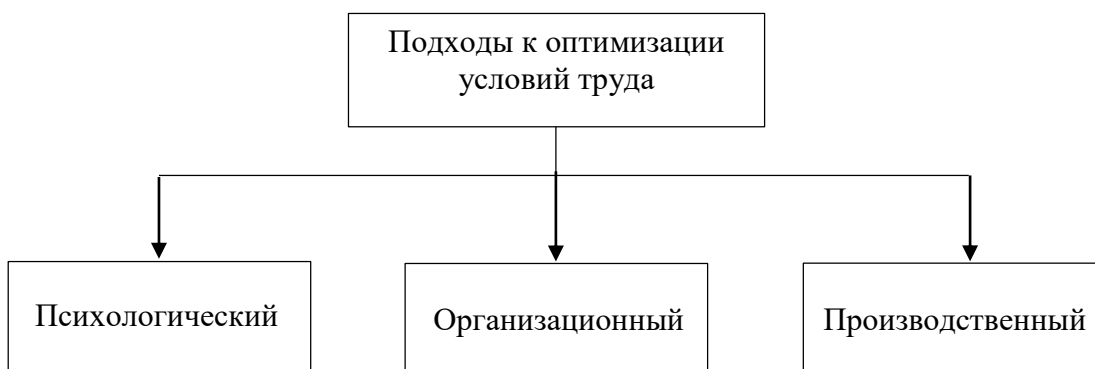 Подходы к оптимизации
условий труда
Психологический
Организационный
Производственный